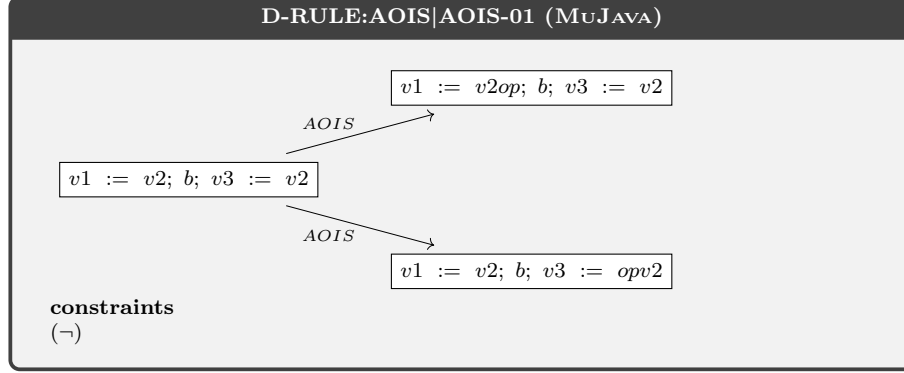 D-RULE:AOIS|AOIS-01 (MuJava)
v1 := v2op; b; v3 := v2
AOIS
v1 := v2; b; v3 := v2
AOIS
v1 := v2; b; v3 := opv2
constraints
(¬)